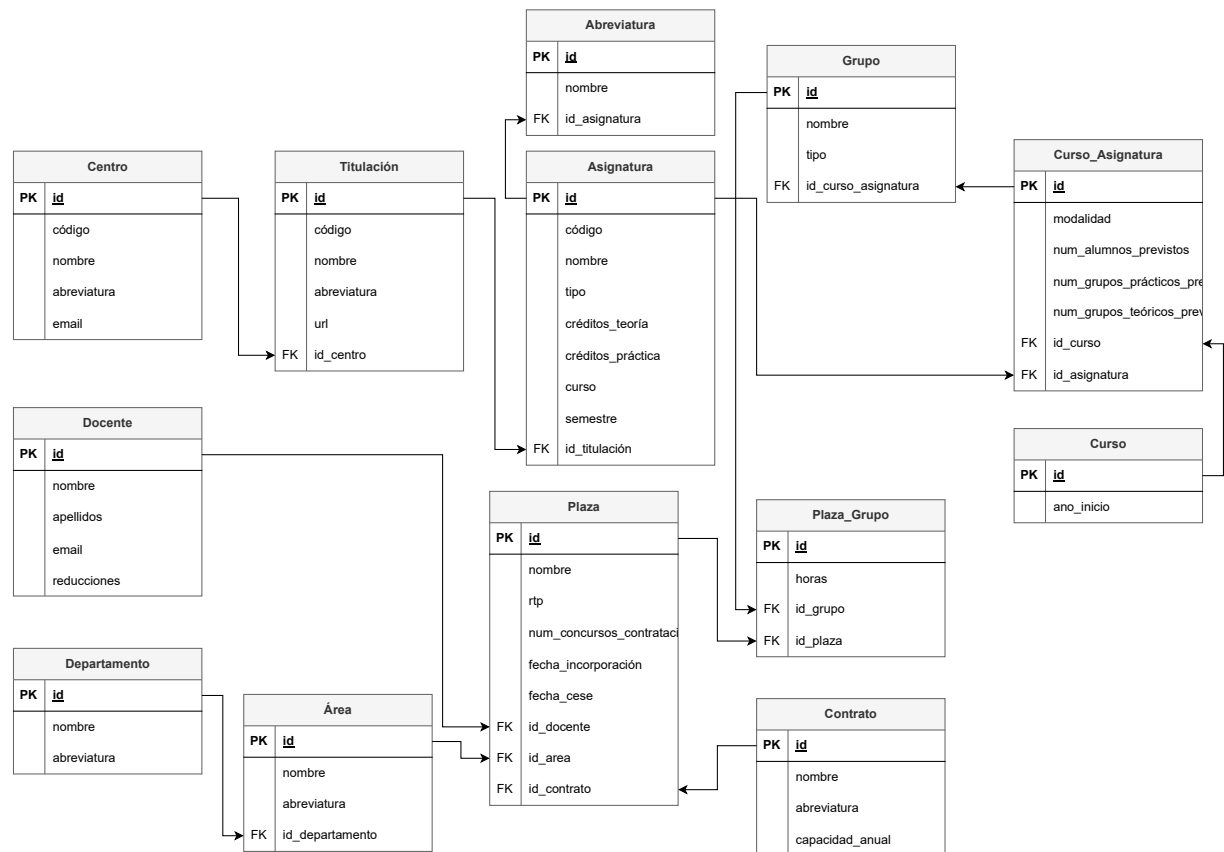 Abreviatura
PK id
nombre
FK id_asignatura
Grupo
PK id
nombre
tipo
FK id_curso_asignatura
Centro
PK id
código
nombre
abreviatura
email
Titulación
PK id
código
nombre
abreviatura
url
FK id_centro
Asignatura
PK id
código
nombre
tipo
créditos_teoría
créditos_práctica
curso
semestre
FK id_titulación
Curso_Asignatura
PK id
modalidad
num_alumnos_previstos
num_grupos_prácticos_pre
num_grupos_teóricos_prev
FK id_curso
FK id_asignatura
Docente
PK id
nombre
apellidos
email
reducciones
Curso
PK id
ano_inicio
Plaza
PK id
nombre
rtp
num_concursos_contrataci
fecha_incorporación
fecha_cese
FK id_docente
FK id_area
FK id_contrato
Plaza_Grupo
PK id
horas
FK id_grupo
FK id_plaza
Departamento
PK id
nombre
abreviatura
Área
PK id
nombre
abreviatura
FK id_departamento
Contrato
PK id
nombre
abreviatura
capacidad_anual